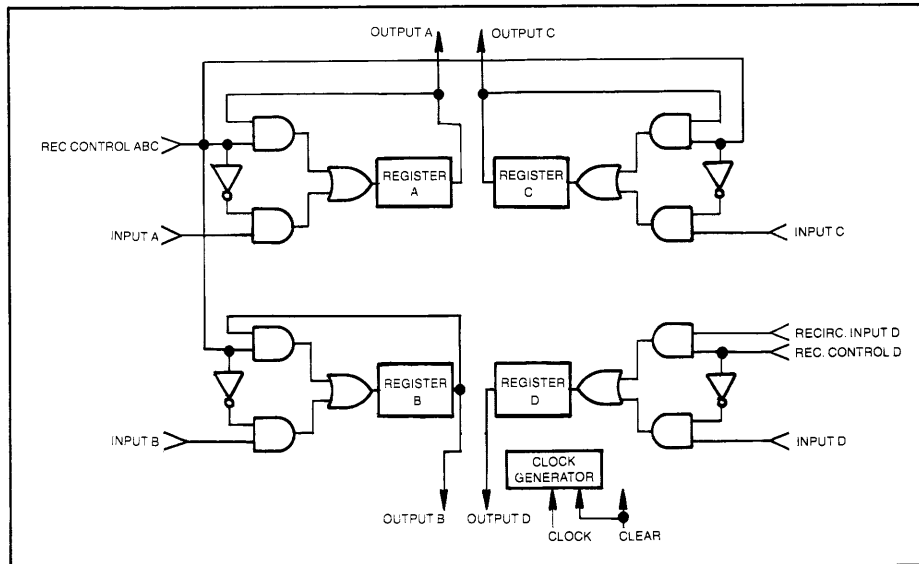 OUTPUT A
OUTPUT C
REC CONTROL ABC
REGISTER
A
REGISTER
C
INPUT A
INPUT C
RECIRC. INPUT D
REC. CONTROL D
REGISTER
B
REGISTER
D
INPUT B
INPUT D
CLOCK
GENERATOR
OUTPUT B
OUTPUT D
CLOCK
CLEAR